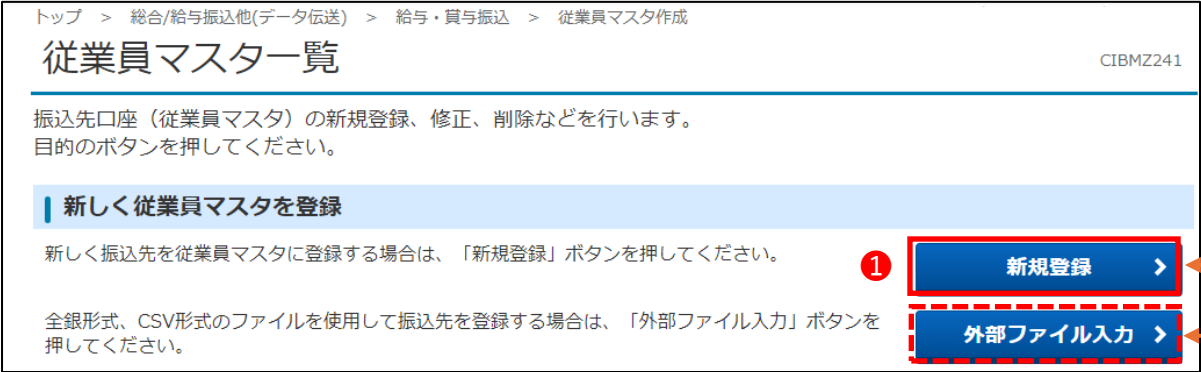 トップ > 総合/給与振込他(データ伝送) > 給与・賞与振込 > 従業員マスタ作成
従業員マスター覧
CIBMZ241
振込先口座（従業員マスタ）の新規登録、修正、削除などを行います。
目的のボタンを押してください。
新しく従業員マスタを登録
新しく振込先を従業員マスタに登録する場合は、「新規登録」ボタンを押してください。
❶
新規登録
全銀形式、CSV形式のファイルを使用して振込先を登録する場合は、「外部ファイル入力」ボタンを
押してください。
外部ファイル入力